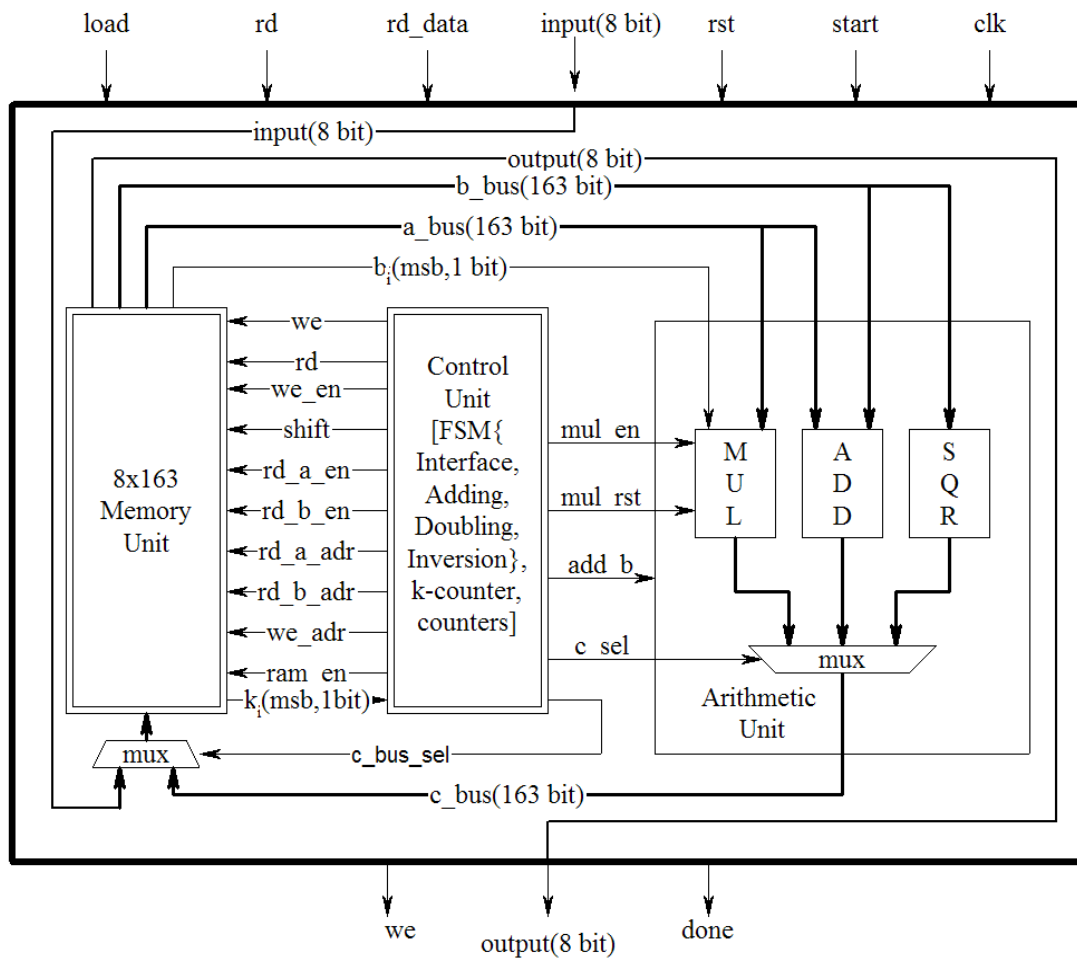 load
rd
rd_data
input(8 bit)
rst
start
clk
input(8 bit)
output(8 bit)
b_bus(163 bit)
a_bus(163 bit)
bi(msb,1 bit)
8x163
Memory
Unit
we
rd
we_en
shift
rd_a_en
rd_b_en
rd_a_adr
rd_b_adr
we_adr
ram_en
ki(msb,1bit)
Control
Unit
[FSM{
Interface,
Adding,
Doubling,
Inversion},
k-counter,
counters]
mul_en
mul_rst
add_b
c_sel
M
U
L
A
D
D
S
Q
R
mux
Arithmetic
Unit
mux
c_bus_sel
c_bus(163 bit)
we
output(8 bit)
done